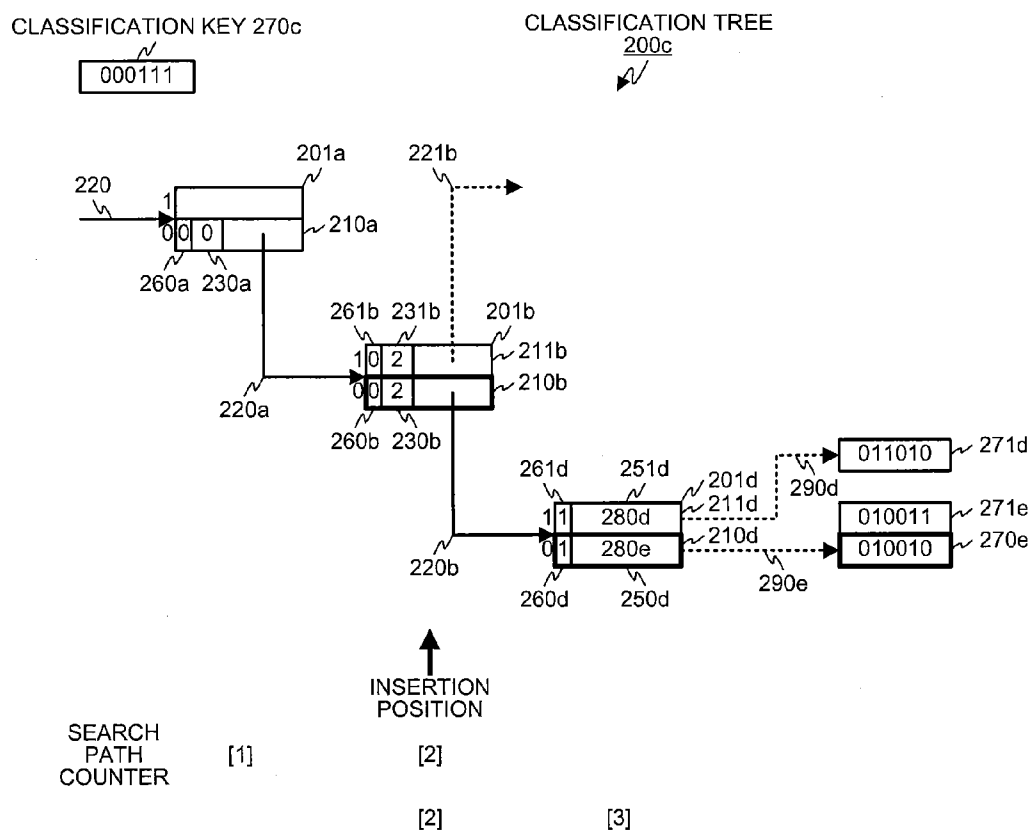 CLASSIFICATION KEY 270c
000111
CLASSIFICATION TREE
200c
201a
221b
220
1
0 0 0
210a
260a 230a
261b 231b 201b
1 0 2
211b
0 0 2
210b
220a
260b 230b
261d 251d 201d
1 1 280d
211d
0 1 280e
210d
220b
260d 250d
290d
011010
271d
010011
271e
010010
270e
290e
INSERTION
POSITION
SEARCH
PATH
COUNTER
[1] [2]
[2] [3]